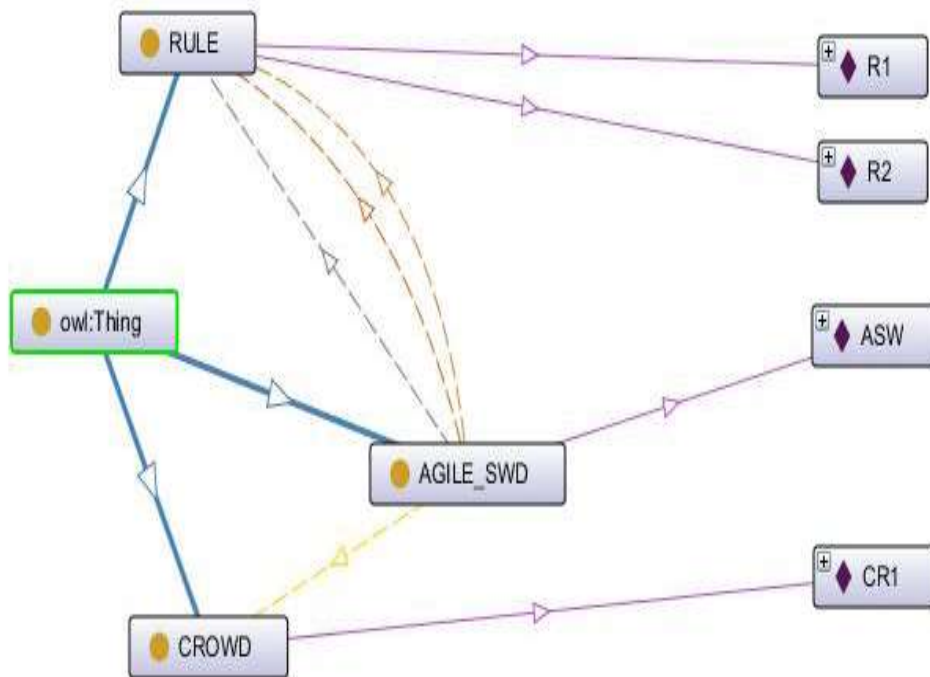 RULE
R1
R2
owl:Thing
ASW
AGILE_SWD
CR1
CROWD